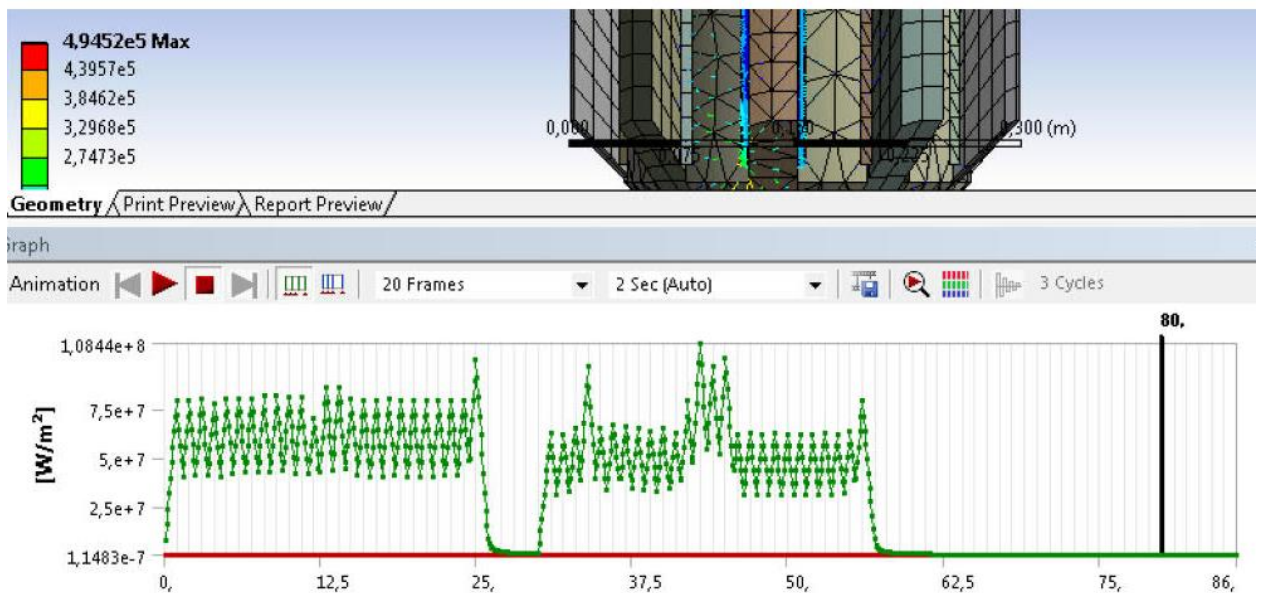 4,9452e5 Max
4,3957e5
3,8462e5
3,2968e5
2,7473e5
0,300 (m)
Geometry Print Preview Report Preview
Graph
Animation 20 Frames 2 Sec (Auto) 3 Cycles
80,
1,0844e+8
7,5e+7
5,e+7
2,5e+7
1,1483e-7
[W/m²]
0, 12,5 25, 37,5 50, 62,5 75, 86,